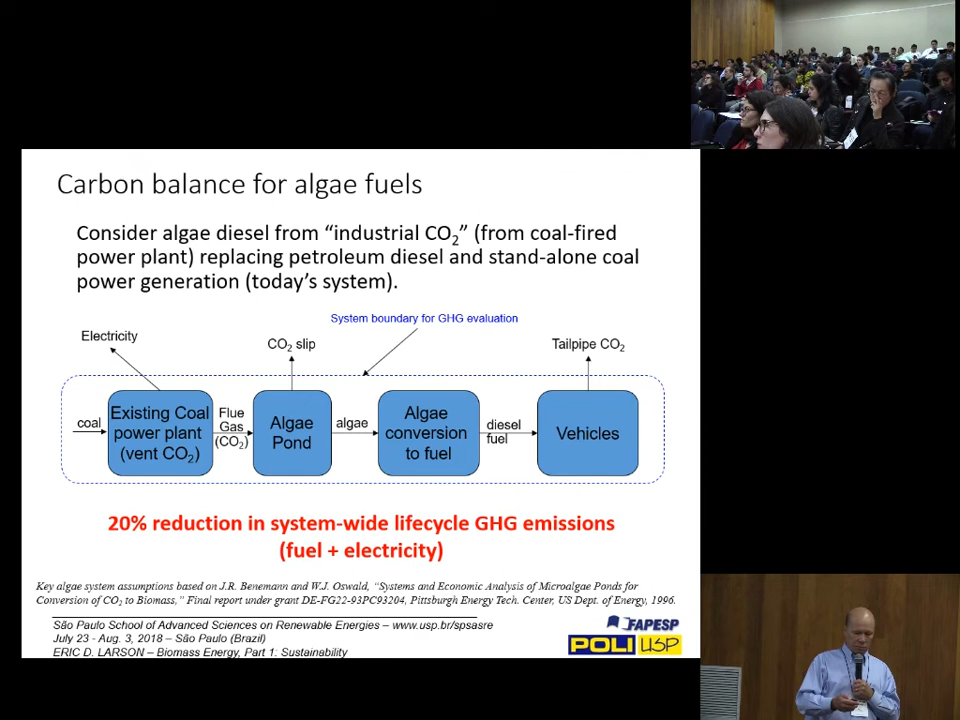 Carbon balance for algae fuels
Consider algae diesel from “industrial CO₂” (from coal-fired
power plant) replacing petroleum diesel and stand-alone coal
power generation (today’s system).
System boundary for GHG evaluation
Electricity
CO₂ slip
Tailpipe CO₂
coal
Existing Coal
power plant
(vent CO₂)
Flue
Gas
(CO₂)
Algae
Pond
algae
Algae
conversion
to fuel
diesel
fuel
Vehicles
20% reduction in system-wide lifecycle GHG emissions
(fuel + electricity)
Key algae system assumptions based on J.R. Benemann and W.J. Oswald, “Systems and Economic Analysis of Microalgae Ponds for
Conversion of CO₂ to Biomass,” Final report under grant DE-FG22-93PC93204, Pittsburgh Energy Tech. Center, US Dept. of Energy, 1996.
São Paulo School of Advanced Sciences on Renewable Energies – www.usp.br/spsasre
July 23 - Aug. 3, 2018 – São Paulo (Brazil)
ERIC D. LARSON – Biomass Energy, Part 1: Sustainability
FAPESP
POLI USP